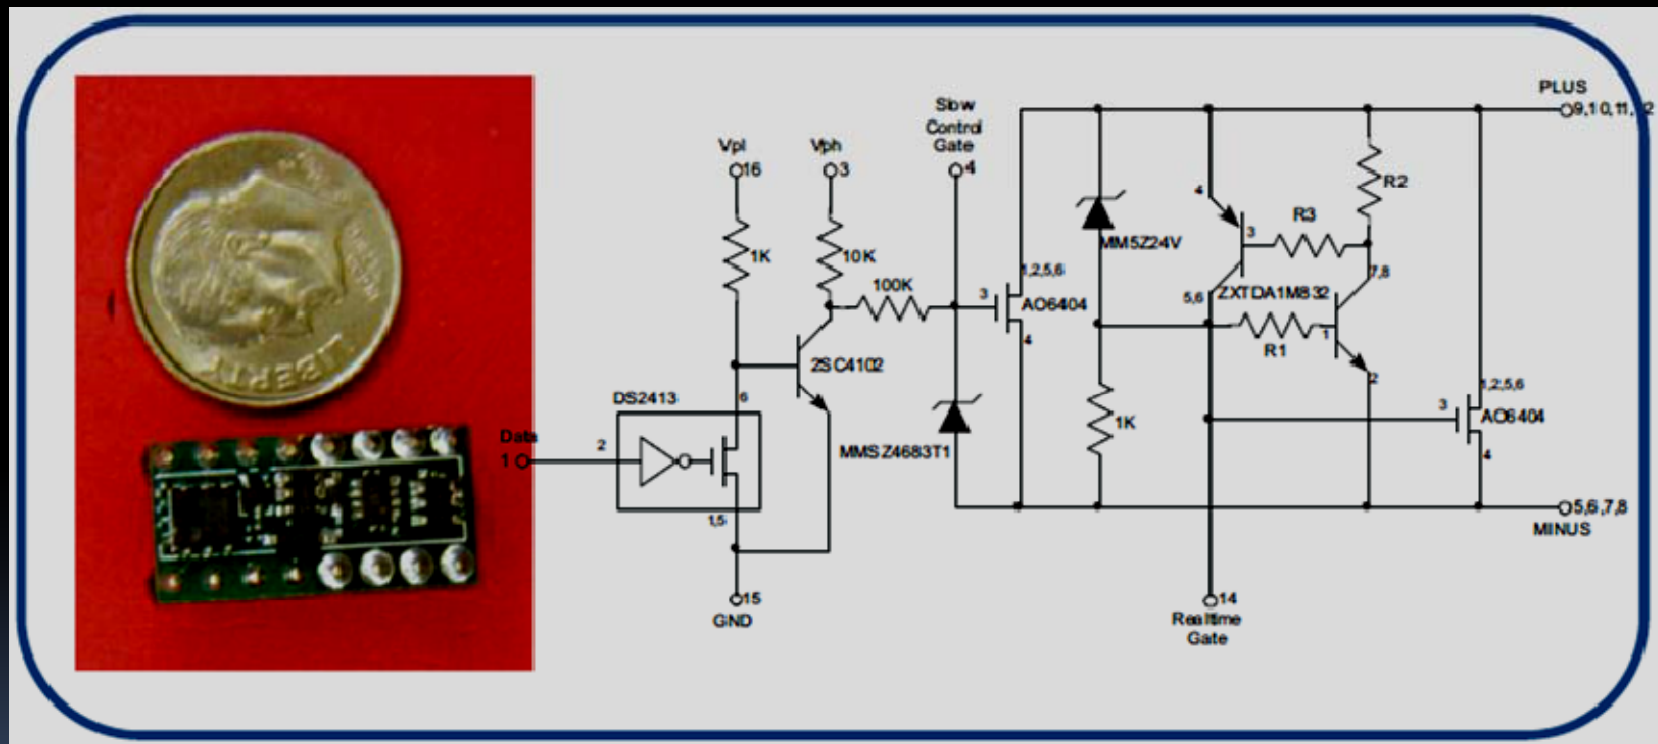 Vpl
16
Vph
3
Slow
Control
Gate
4
PLUS
9,10,11,12
1K
10K
100K
3
1,2,5,6
AO6404
4
MM5Z24V
4
3
R3
R2
7,8
5,6
ZXTDA1M832
R1
1
2
2SC4102
DS2413
6
2
Data
1
1,5
MMSZ4683T1
1K
3
1,2,5,6
AO6404
4
5,6,7,8
MINUS
15
GND
14
Realtime
Gate
LIBERTY